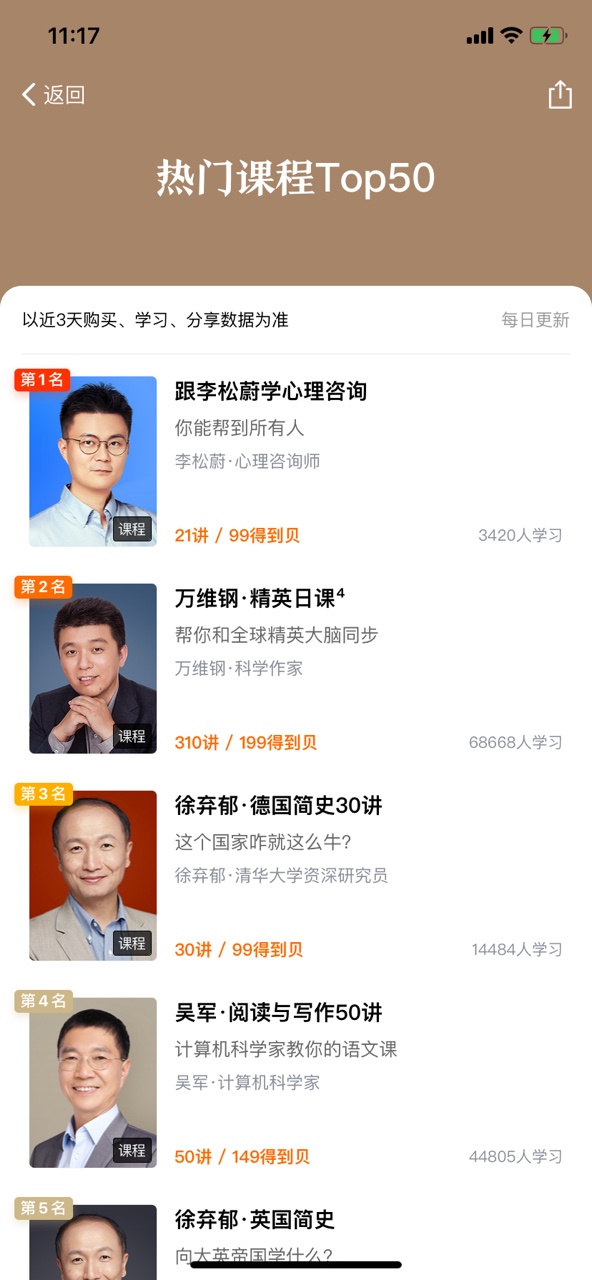 11:17
返回
热门课程Top50
以近3天购买、学习、分享数据为准 每日更新
第1名
跟李松蔚学心理咨询
你能帮到所有人
李松蔚·心理咨询师
课程
21讲 / 99得到贝 3420人学习
第2名
万维钢·精英日课⁴
帮你和全球精英大脑同步
万维钢·科学作家
课程
310讲 / 199得到贝 68668人学习
第3名
徐弃郁·德国简史30讲
这个国家咋就这么牛?
徐弃郁·清华大学资深研究员
课程
30讲 / 99得到贝 14484人学习
第4名
吴军·阅读与写作50讲
计算机科学家教你的语文课
吴军·计算机科学家
课程
50讲 / 149得到贝 44805人学习
第5名
徐弃郁·英国简史
向大英帝国学什么?